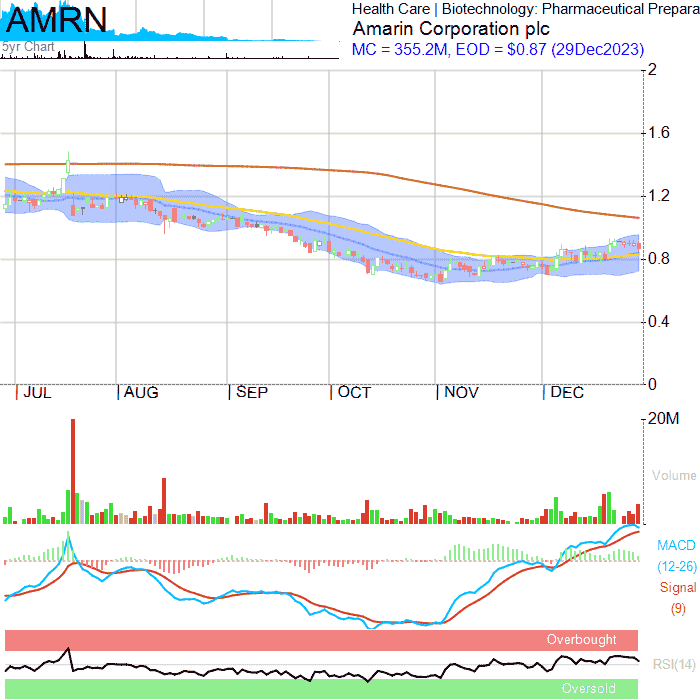 AMRN
Health Care | Biotechnology: Pharmaceutical Prepara
Amarin Corporation plc
5yr Chart
MC = 355.2M, EOD = $0.87 (29Dec2023)
2
1.6
1.2
0.8
0.4
0
JUL AUG SEP OCT NOV DEC
20M
Volume
MACD
(12-26)
Signal
(9)
Overbought
RSI(14)
Oversold